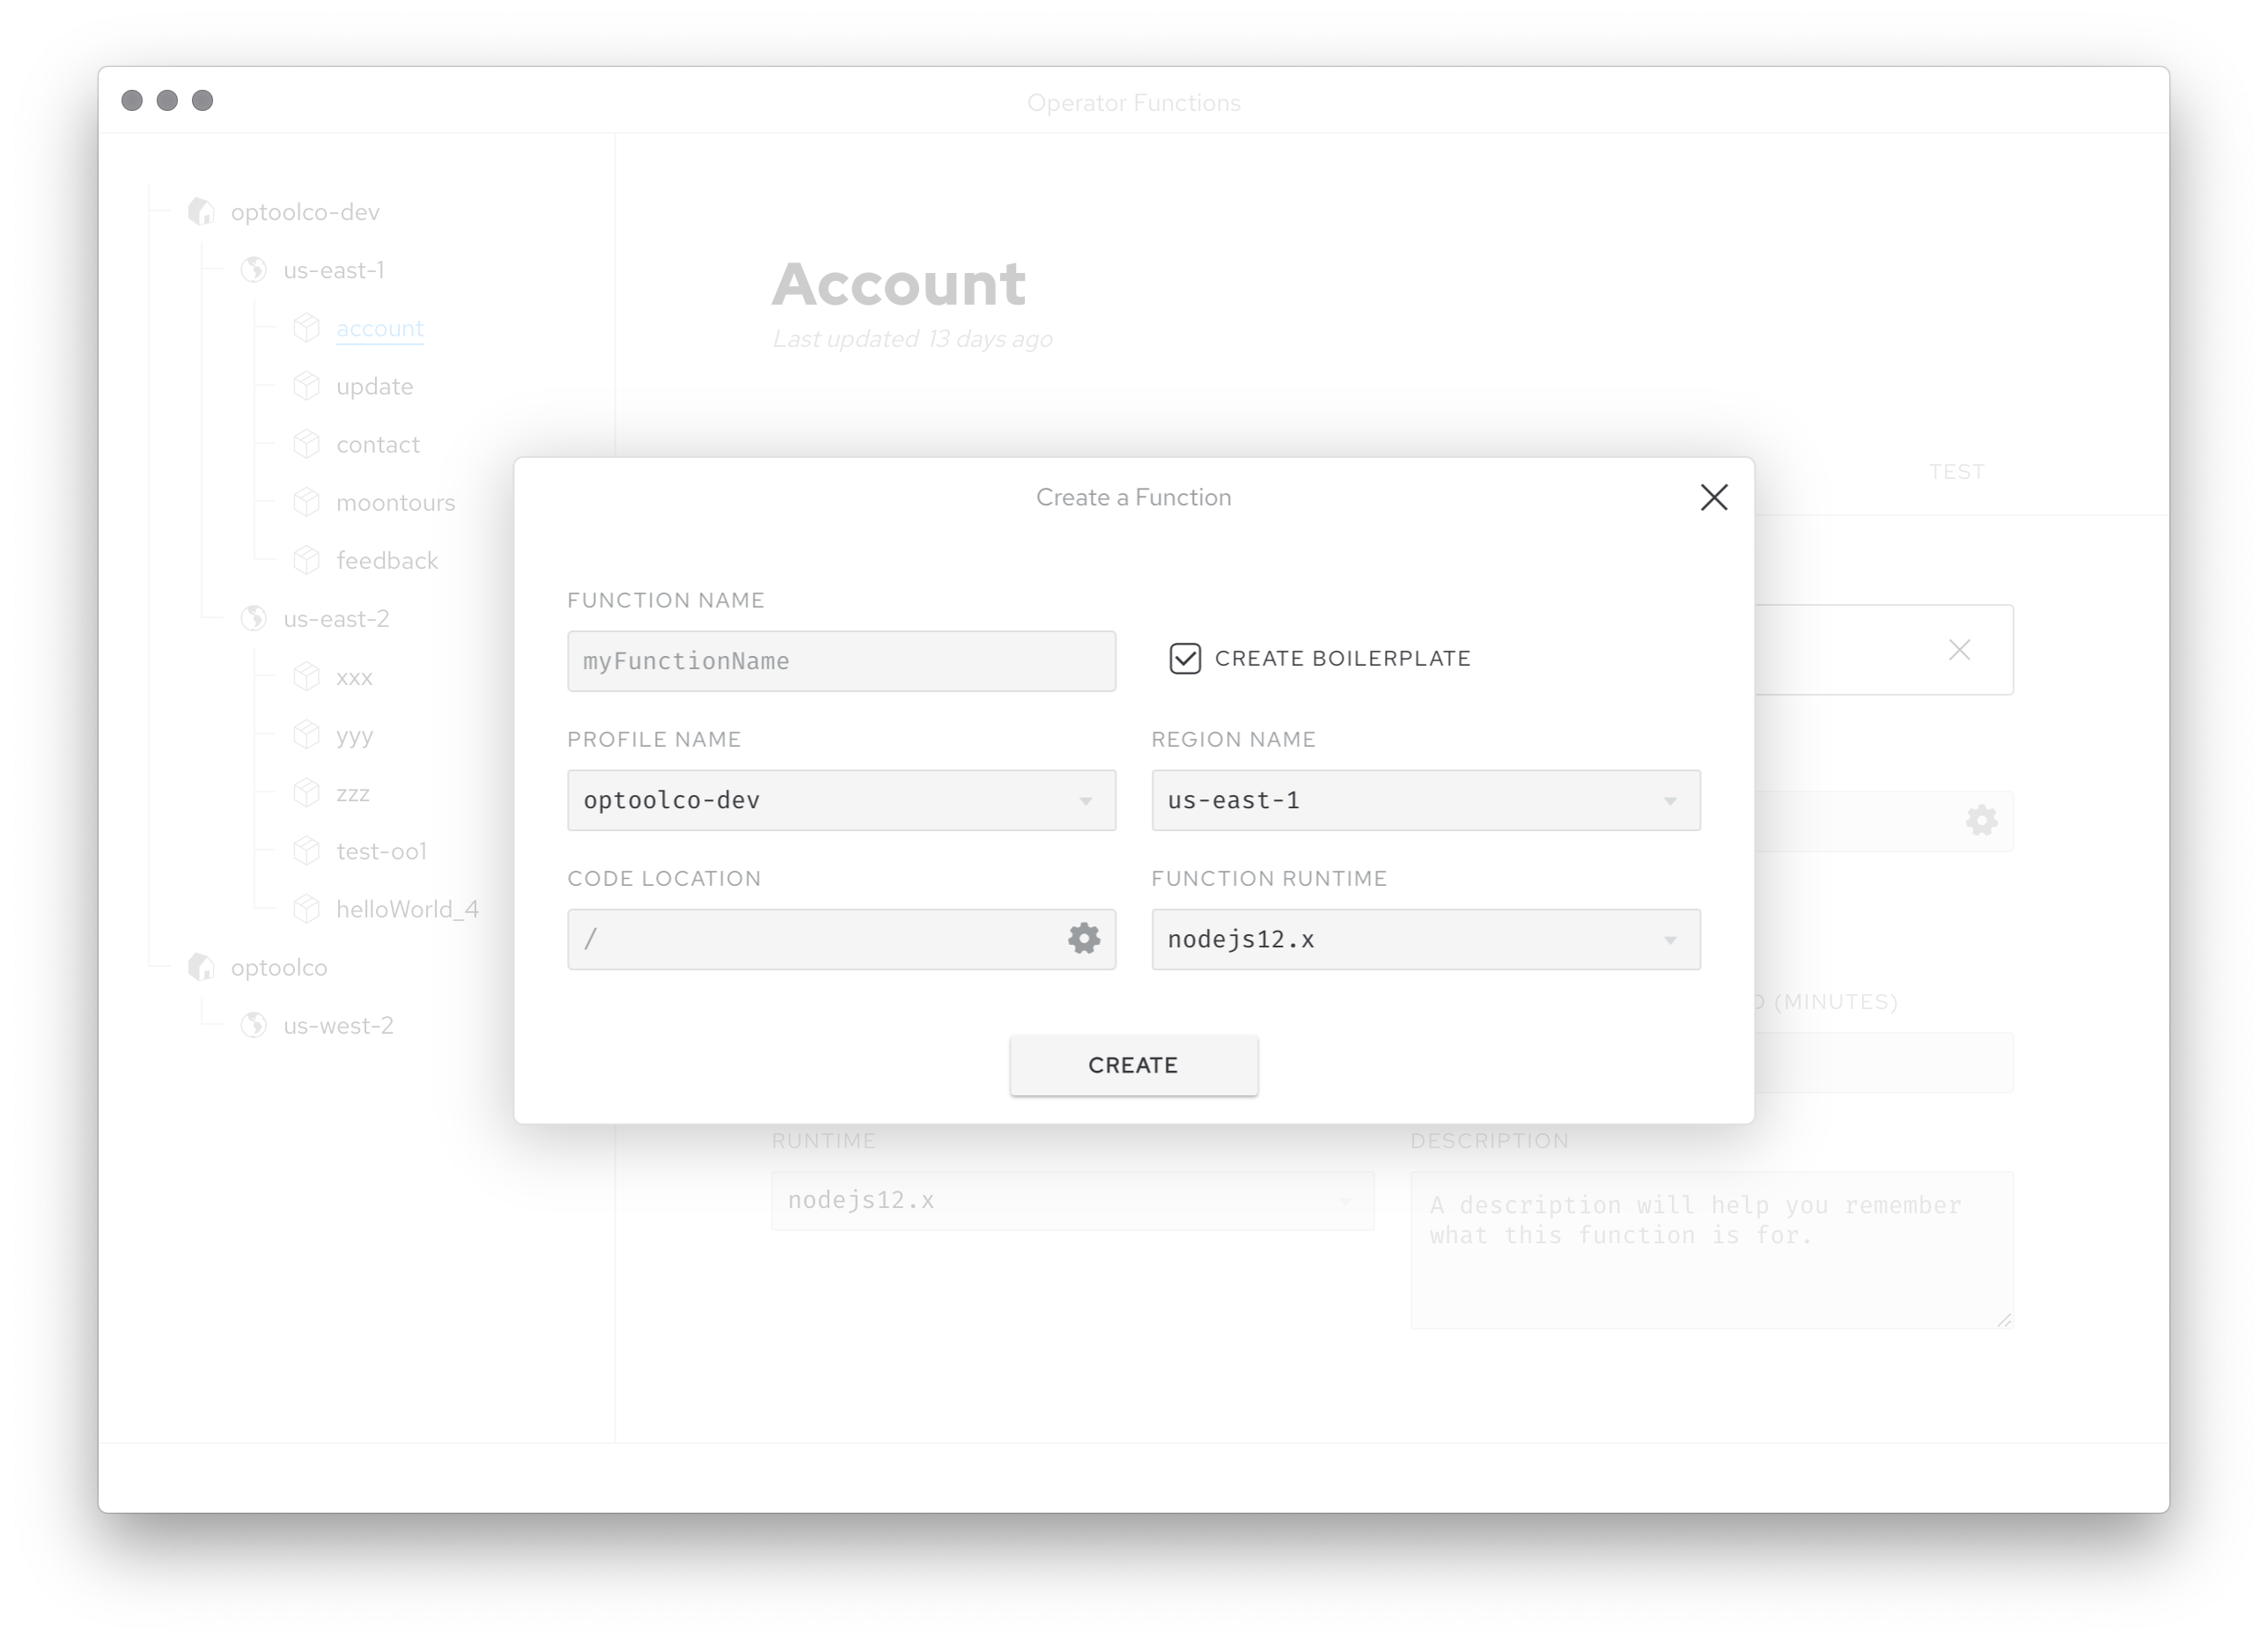 Operator Functions
optoolco-dev
us-east-1
account
update
contact
moontours
feedback
us-east-2
xxx
yyy
zzz
test-oo1
helloWorld_4
optoolco
us-west-2
Account
Last updated 13 days ago
TEST
Create a Function
FUNCTION NAME
myFunctionName
CREATE BOILERPLATE
PROFILE NAME
REGION NAME
optoolco-dev
us-east-1
CODE LOCATION
FUNCTION RUNTIME
/
nodejs12.x
CREATE
(MINUTES)
RUNTIME
DESCRIPTION
nodejs12.x
A description will help you remember
what this function is for.